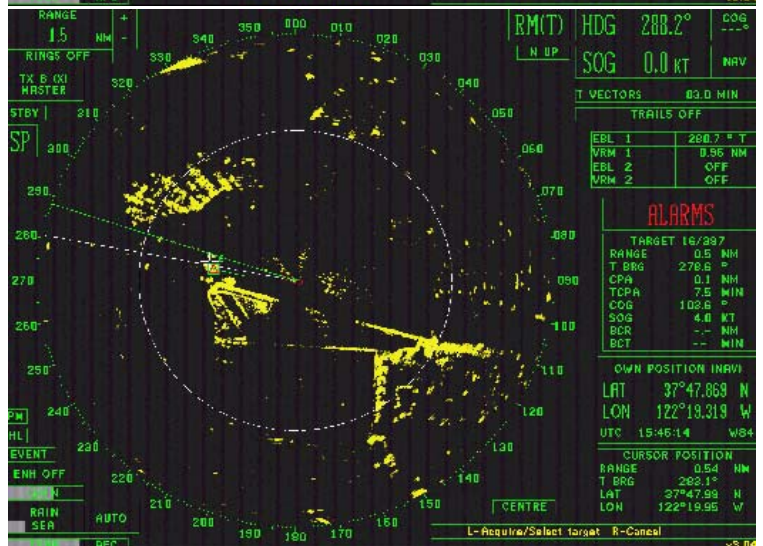 RANGE
1.5 NM
+
-
RINGS OFF
TX B (X)
MASTER
STBY
SP
RM(T)
N UP
HDG 288.2°
SOG 0.0 KT
COG
---°
NAV
T VECTORS 03.0 MIN
TRAILS OFF
EBL 1 280.7 ° T
VRM 1 0.96 NM
EBL 2 OFF
VRM 2 OFF
ALARMS
TARGET 16/387
RANGE 0.5 NM
T BRG 278.6 °
CPA 0.1 NM
TCPA 7.5 MIN
COG 103.6 °
SOG 4.0 KT
BCR -.- NM
BCT -- MIN
OWN POSITION (NAV)
LAT 37°47.869 N
LON 122°19.319 W
UTC 15:46:14 W84
CURSOR POSITION
RANGE 0.54 NM
T BRG 283.1°
LAT 37°47.99 N
LON 122°19.95 W
000
010
020
030
040
050
060
070
080
090
100
110
120
130
140
150
160
180
190
200
210
220
230
240
250
260
270
280
290
300
310
320
340
350
HL
EVENT
ENH OFF
RAIN
SEA
AUTO
CENTRE
L-Acquire/Select target R-Cancel